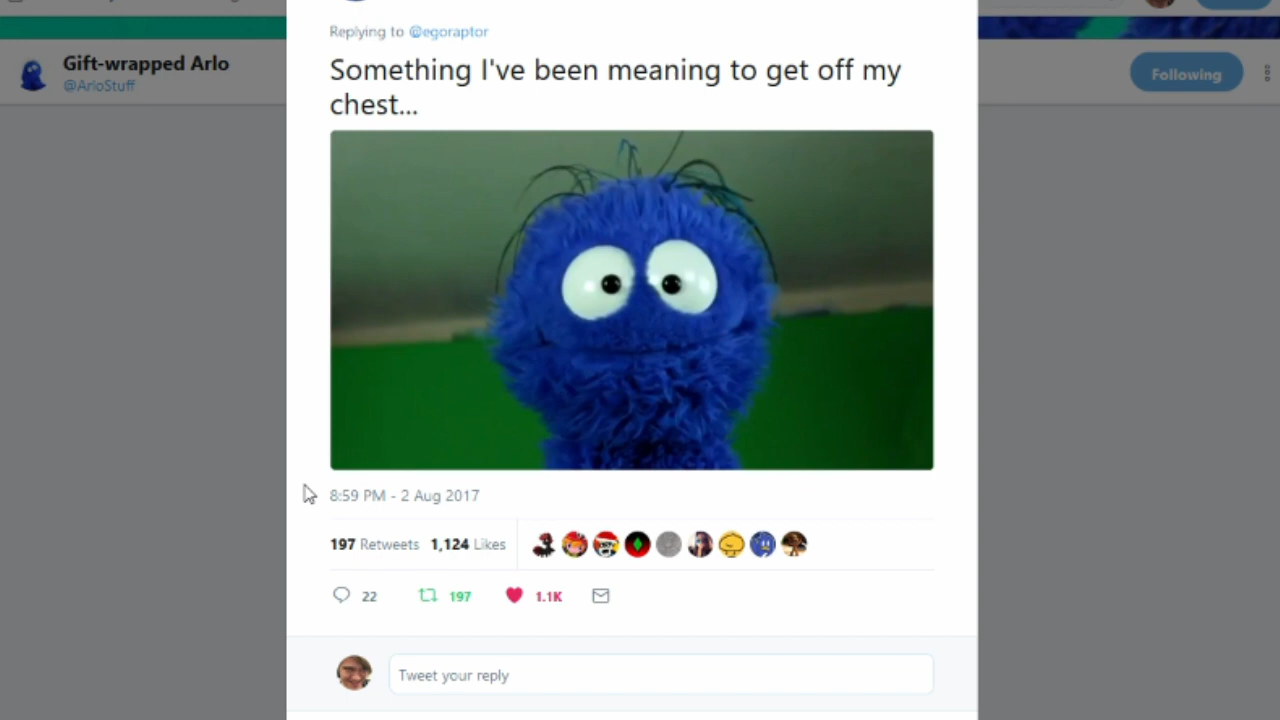 Replying to @egoraptor
Gift-wrapped Arlo
@ArloStuff
Following
Something I've been meaning to get off my
chest...
8:59 PM - 2 Aug 2017
197 Retweets 1,124 Likes
22 197 1.1K
Tweet your reply